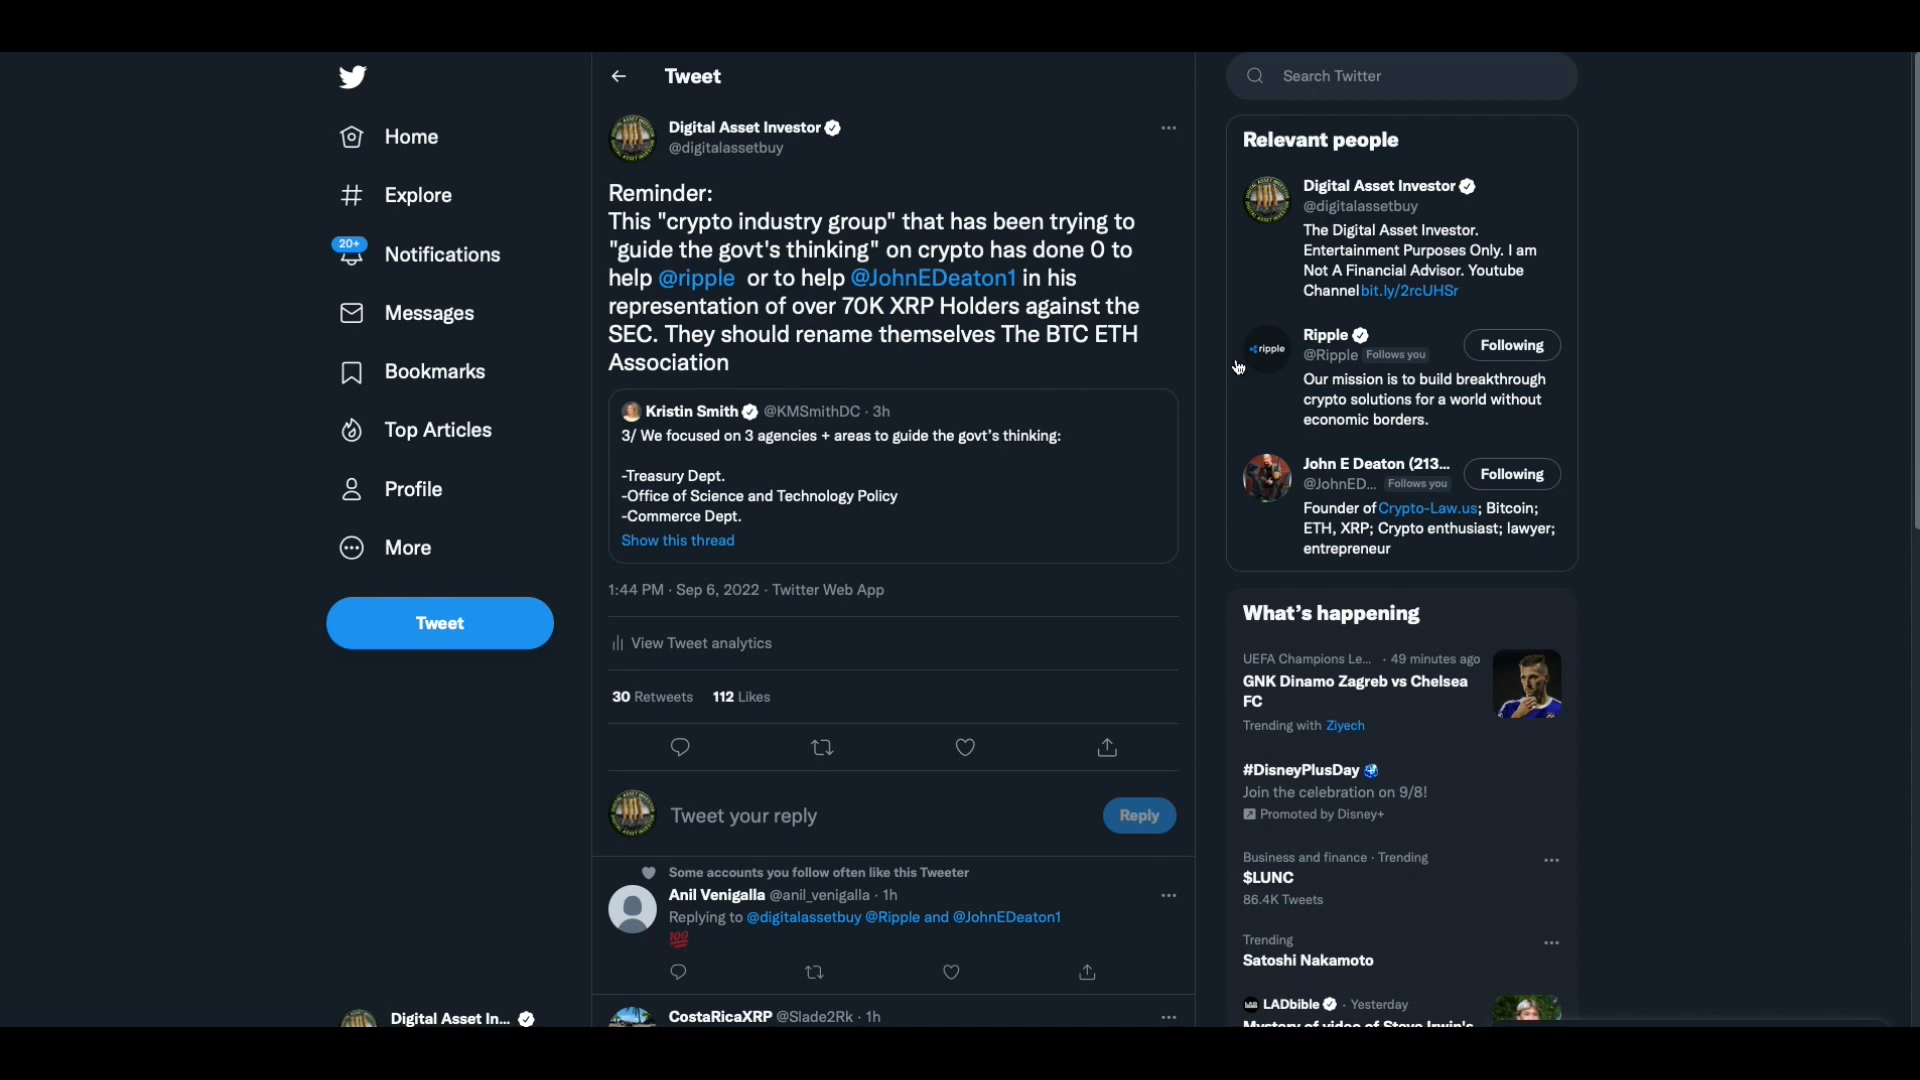 Home
Explore
20+
Notifications
Messages
Bookmarks
Top Articles
Profile
More
Tweet
Digital Asset In...
Tweet
Digital Asset Investor
@digitalassetbuy
Reminder:
This "crypto industry group" that has been trying to
"guide the govt's thinking" on crypto has done 0 to
help @ripple or to help @JohnEDeaton1 in his
representation of over 70K XRP Holders against the
SEC. They should rename themselves The BTC ETH
Association
Kristin Smith @KMSmithDC · 3h
3/ We focused on 3 agencies + areas to guide the govt's thinking:
-Treasury Dept.
-Office of Science and Technology Policy
-Commerce Dept.
Show this thread
1:44 PM · Sep 6, 2022 · Twitter Web App
View Tweet analytics
30 Retweets 112 Likes
Tweet your reply
Reply
Some accounts you follow often like this Tweeter
Anil Venigalla @anil_venigalla · 1h
Replying to @digitalassetbuy @Ripple and @JohnEDeaton1
💯
CostaRicaXRP @Slade2Rk · 1h
Search Twitter
Relevant people
Digital Asset Investor
@digitalassetbuy
The Digital Asset Investor.
Entertainment Purposes Only. I am
Not A Financial Advisor. Youtube
Channel bit.ly/2rcUHSr
ripple
Ripple
@Ripple Follows you
Following
Our mission is to build breakthrough
crypto solutions for a world without
economic borders.
John E Deaton (213...
@JohnED... Follows you
Following
Founder of Crypto-Law.us; Bitcoin;
ETH, XRP; Crypto enthusiast; lawyer;
entrepreneur
What's happening
UEFA Champions Le... · 49 minutes ago
GNK Dinamo Zagreb vs Chelsea
FC
Trending with Ziyech
#DisneyPlusDay
Join the celebration on 9/8!
Promoted by Disney+
Business and finance · Trending
$LUNC
86.4K Tweets
Trending
Satoshi Nakamoto
LADbible · Yesterday
Mystery of video of Steve Irwin's